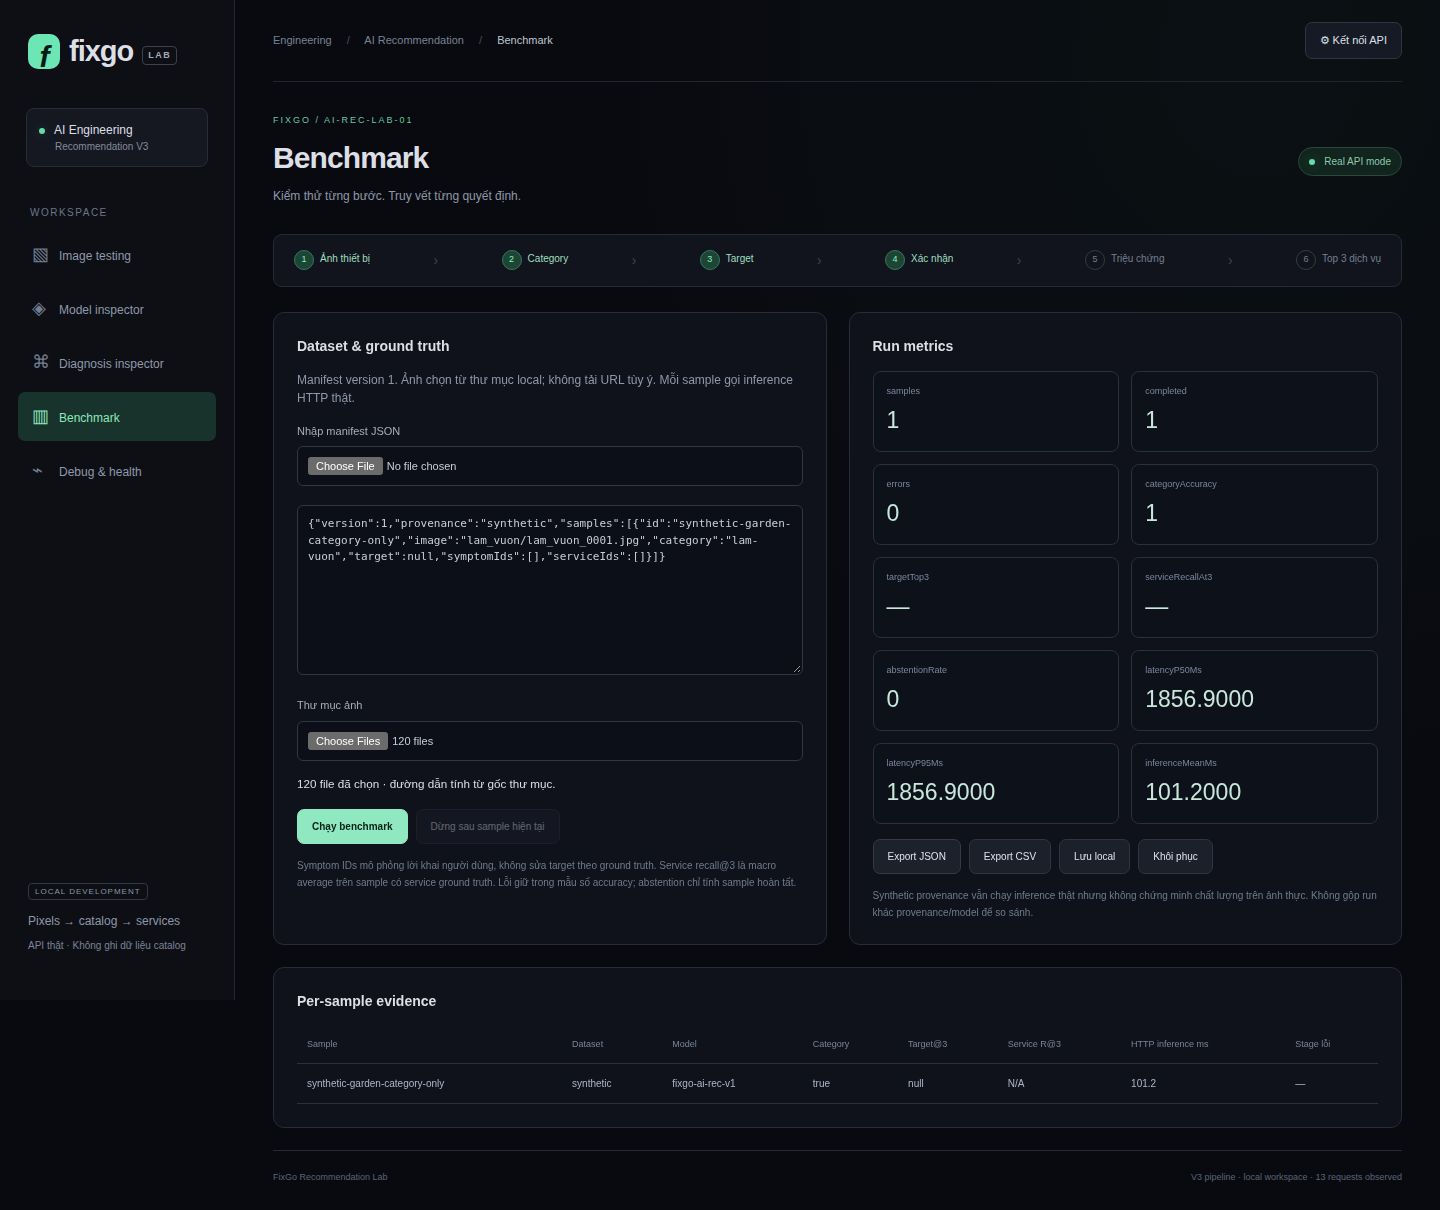 fixgo LAB
AI Engineering
Recommendation V3
WORKSPACE
Image testing
Model inspector
Diagnosis inspector
Benchmark
Debug & health
LOCAL DEVELOPMENT
Pixels → catalog → services
API thật · Không ghi dữ liệu catalog
Engineering / AI Recommendation / Benchmark
⚙ Kết nối API
FIXGO / AI-REC-LAB-01
Benchmark
Real API mode
Kiểm thử từng bước. Truy vết từng quyết định.
1 Ảnh thiết bị › 2 Category › 3 Target › 4 Xác nhận › 5 Triệu chứng › 6 Top 3 dịch vụ
Dataset & ground truth
Manifest version 1. Ảnh chọn từ thư mục local; không tải URL tùy ý. Mỗi sample gọi inference
HTTP thật.
Nhập manifest JSON
Choose File No file chosen
{"version":1,"provenance":"synthetic","samples":[{"id":"synthetic-garden-
category-only","image":"lam_vuon/lam_vuon_0001.jpg","category":"lam-
vuon","target":null,"symptomIds":[],"serviceIds":[]}]}
Thư mục ảnh
Choose Files 120 files
120 file đã chọn · đường dẫn tính từ gốc thư mục.
Chạy benchmark
Dừng sau sample hiện tại
Symptom IDs mô phỏng lời khai người dùng, không sửa target theo ground truth. Service recall@3 là macro
average trên sample có service ground truth. Lỗi giữ trong mẫu số accuracy; abstention chỉ tính sample hoàn tất.
Run metrics
samples
1
completed
1
errors
0
categoryAccuracy
1
targetTop3
—
serviceRecallAt3
—
abstentionRate
0
latencyP50Ms
1856.9000
latencyP95Ms
1856.9000
inferenceMeanMs
101.2000
Export JSON
Export CSV
Lưu local
Khôi phục
Synthetic provenance vẫn chạy inference thật nhưng không chứng minh chất lượng trên ảnh thực. Không gộp run
khác provenance/model để so sánh.
Per-sample evidence
Sample Dataset Model Category Target@3 Service R@3 HTTP inference ms Stage lỗi
synthetic-garden-category-only synthetic fixgo-ai-rec-v1 true null N/A 101.2 —
FixGo Recommendation Lab
V3 pipeline · local workspace · 13 requests observed